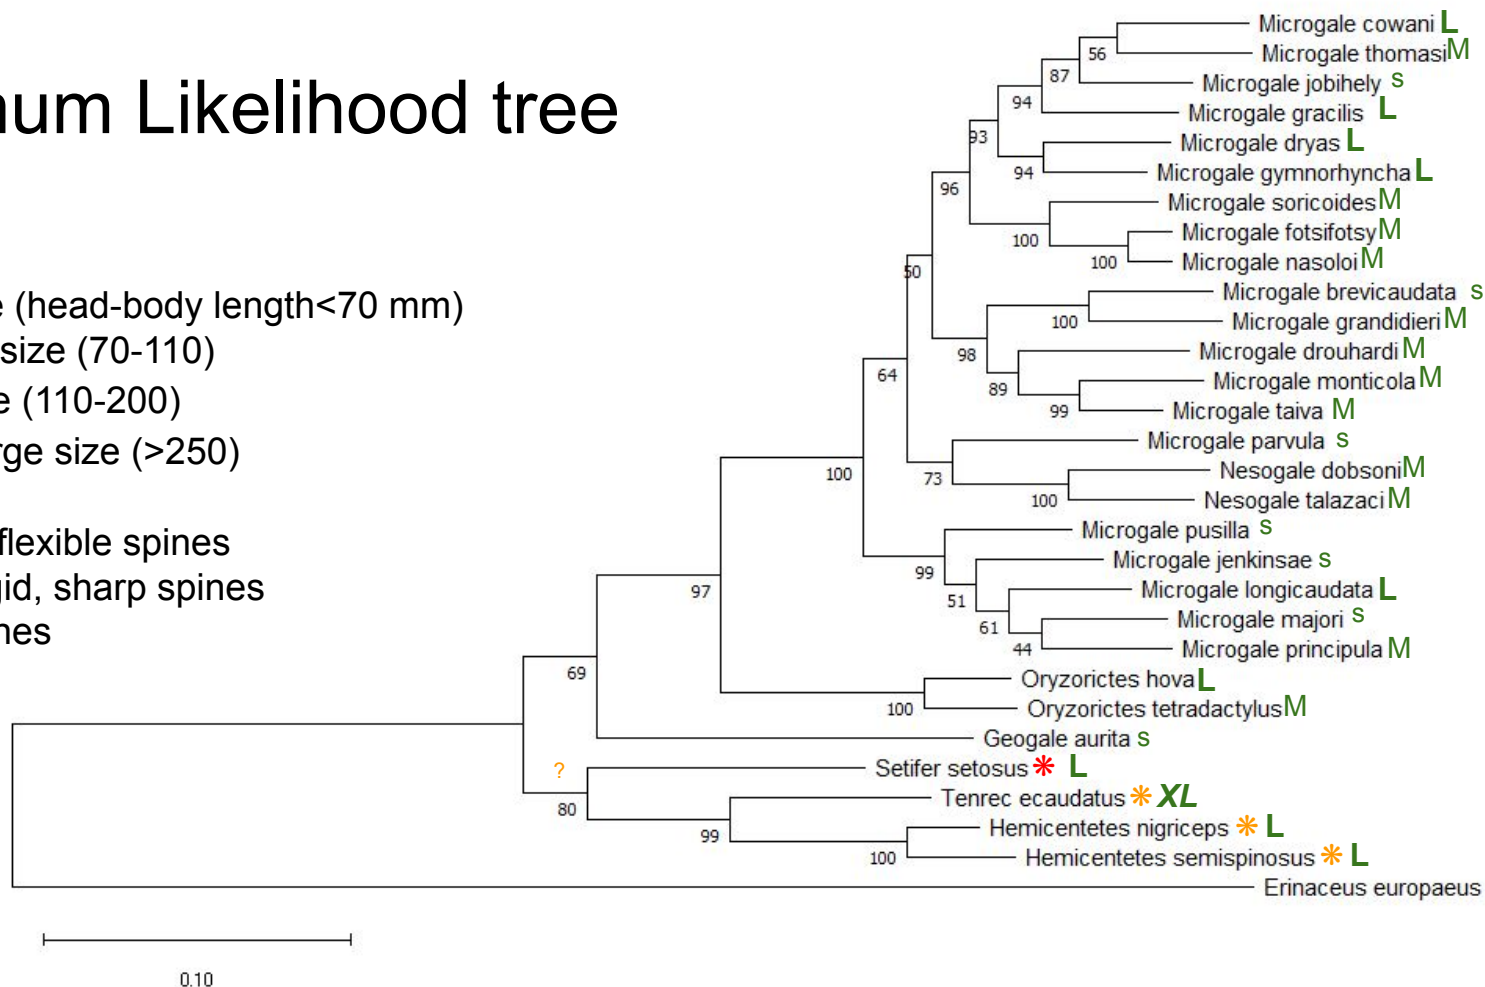 num Likelihood tree
e (head-body length<70 mm)
size (70-110)
e (110-200)
rge size (>250)
flexible spines
gid, sharp spines
nes
Microgale cowani L
Microgale thomasi M
Microgale jobihely s
Microgale gracilis L
Microgale dryas L
Microgale gymnorhyncha L
Microgale soricoides M
Microgale fotsifotsy M
Microgale nasoloi M
Microgale brevicaudata s
Microgale grandidieri M
Microgale drouhardi M
Microgale monticola M
Microgale taiva M
Microgale parvula s
Nesogale dobsoni M
Nesogale talazaci M
Microgale pusilla s
Microgale jenkinsae s
Microgale longicaudata L
Microgale majori s
Microgale principula M
Oryzorictes hova L
Oryzorictes tetradactylus M
Geogale aurita s
Setifer setosus * L
Tenrec ecaudatus * XL
Hemicentetes nigriceps * L
Hemicentetes semispinosus * L
Erinaceus europaeus
56
87
94
93
94
96
100
100
50
100
98
89
99
64
73
100
100
99
51
61
44
97
69
100
?
80
99
100
0.10